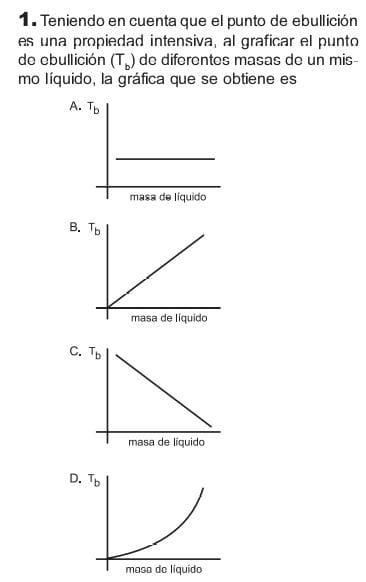 1. Teniendo en cuenta que el punto de ebullición
es una propiedad intensiva, al graficar el punto
de ebullición (Tb) de diferentes masas de un mis-
mo líquido, la gráfica que se obtiene es
A. Tb
masa de líquido
B. Tb
masa de líquido
C. Tb
masa de líquido
D. Tb
masa de líquido